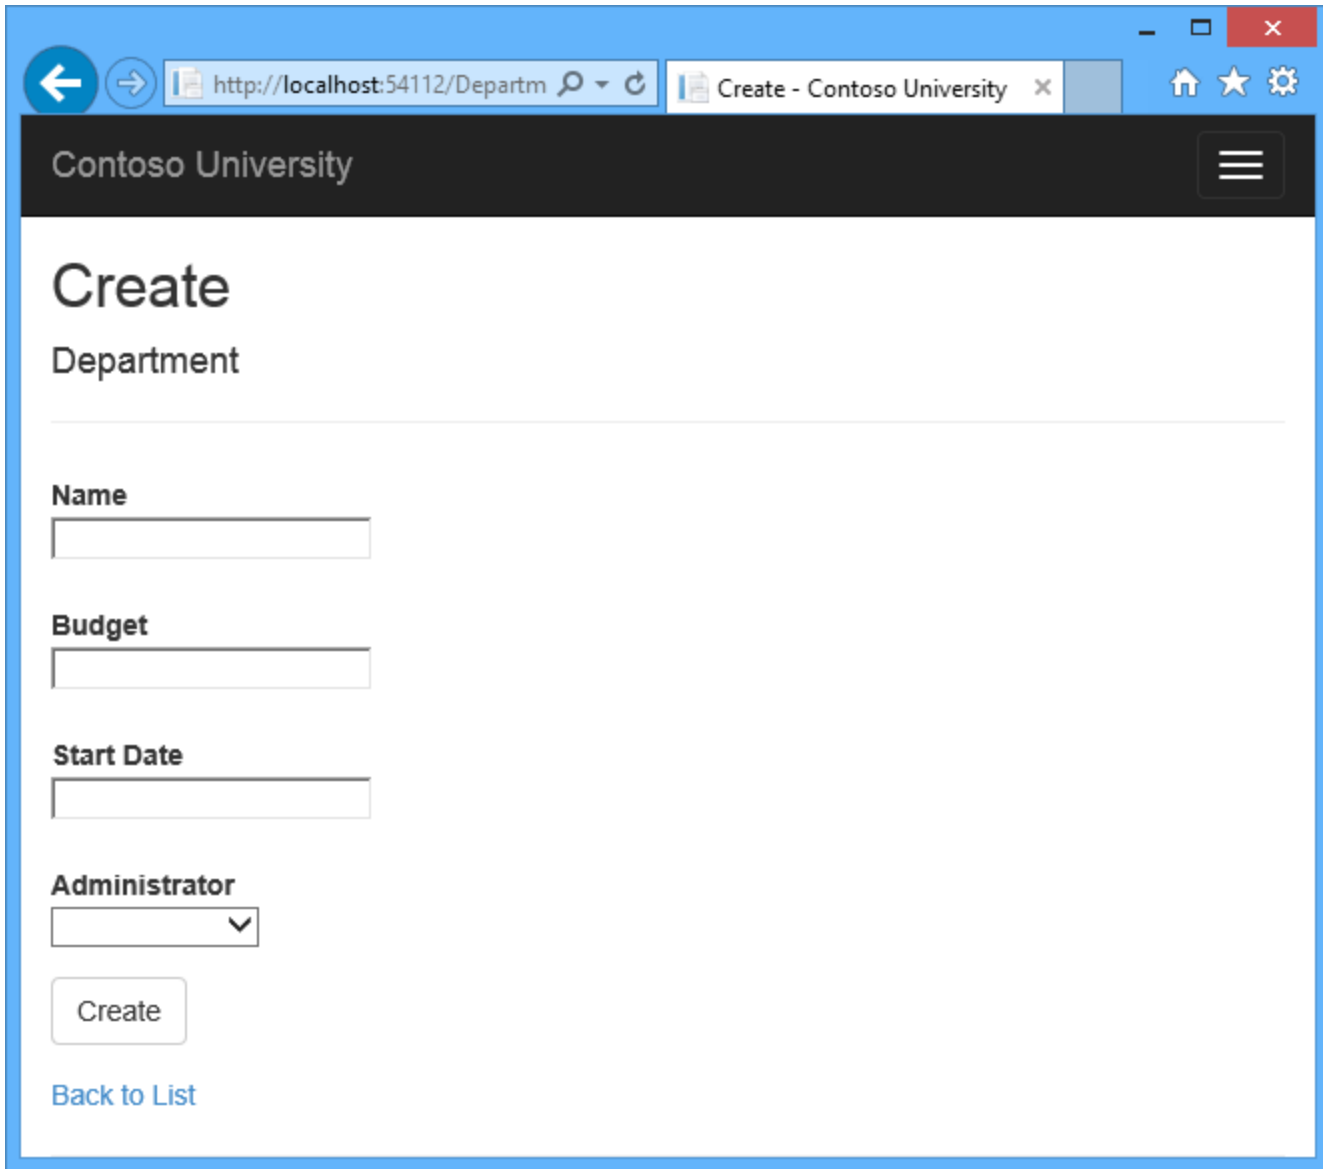 http://localhost:54112/Departm
Create - Contoso University
Contoso University
Create
Department
Name
Budget
Start Date
Administrator
Create
Back to List